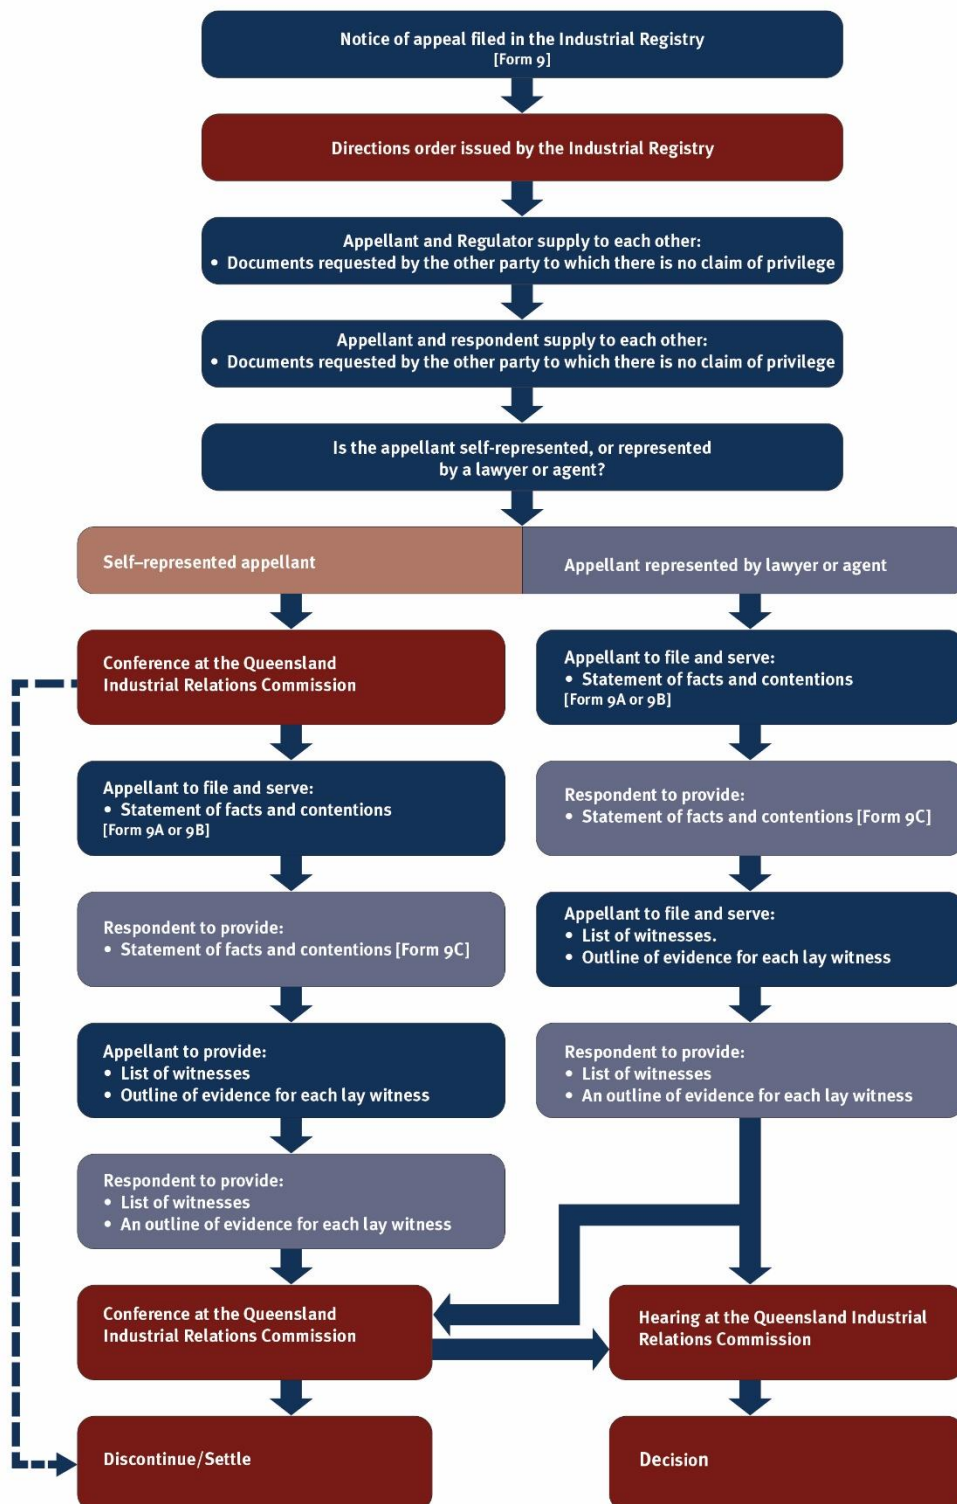 Notice of appeal filed in the Industrial Registry
[Form 9]
Directions order issued by the Industrial Registry
Appellant and Regulator supply to each other:
• Documents requested by the other party to which there is no claim of privilege
Appellant and respondent supply to each other:
• Documents requested by the other party to which there is no claim of privilege
Is the appellant self-represented, or represented
by a lawyer or agent?
Self–represented appellant
Appellant represented by lawyer or agent
Conference at the Queensland
Industrial Relations Commission
Appellant to file and serve:
• Statement of facts and contentions
[Form 9A or 9B]
Respondent to provide:
• Statement of facts and contentions [Form 9C]
Appellant to provide:
• List of witnesses
• Outline of evidence for each lay witness
Respondent to provide:
• List of witnesses
• An outline of evidence for each lay witness
Conference at the Queensland
Industrial Relations Commission
Discontinue/Settle
Appellant to file and serve:
• Statement of facts and contentions
[Form 9A or 9B]
Respondent to provide:
• Statement of facts and contentions [Form 9C]
Appellant to file and serve:
• List of witnesses.
• Outline of evidence for each lay witness
Respondent to provide:
• List of witnesses
• An outline of evidence for each lay witness
Hearing at the Queensland Industrial
Relations Commission
Decision